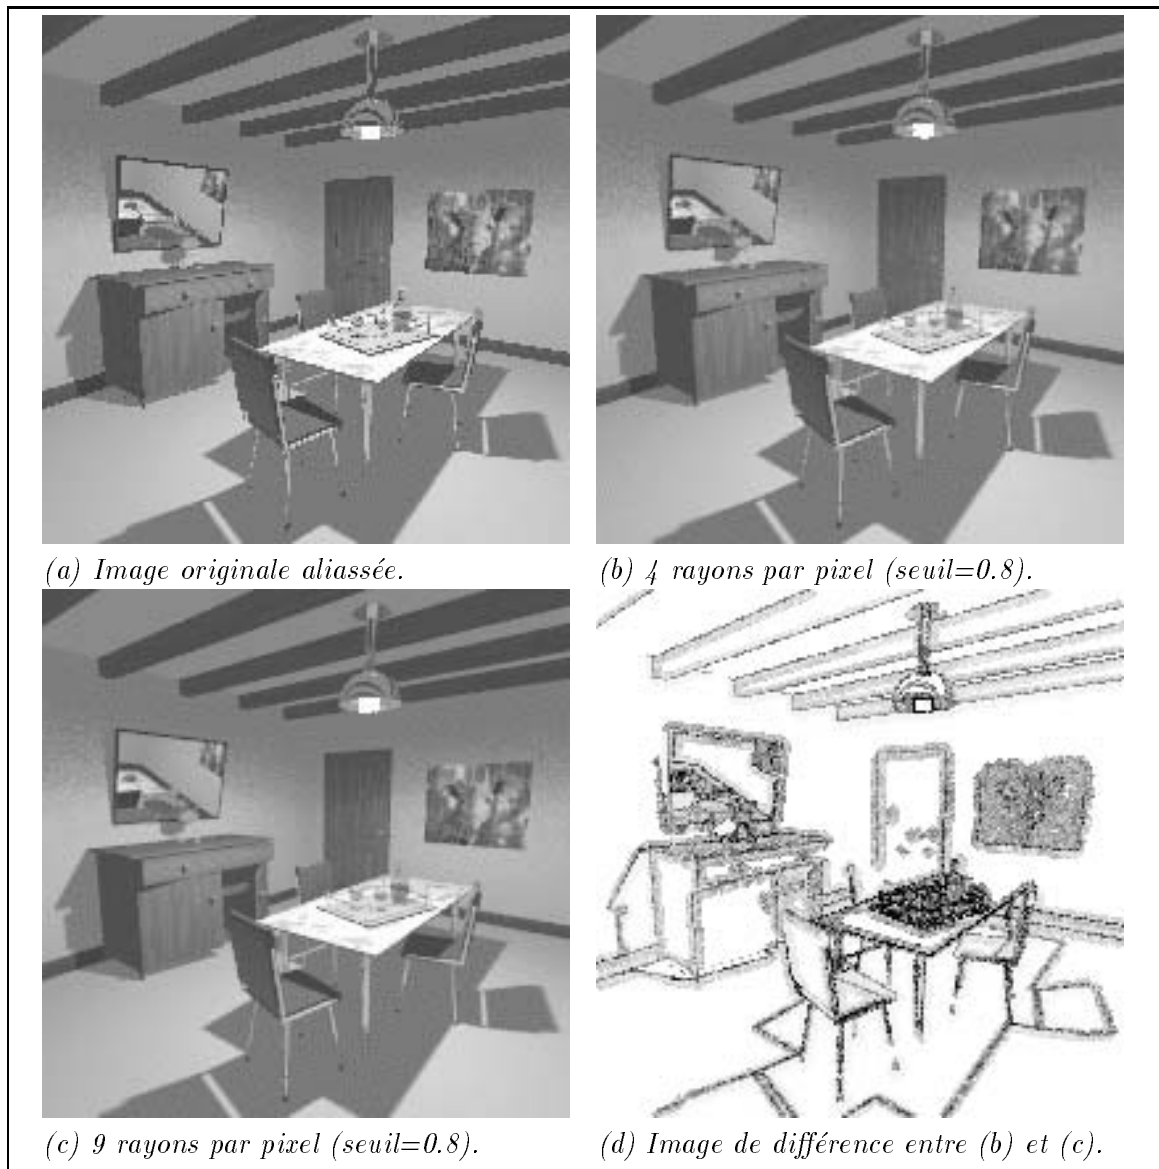 (a) Image originale aliassée.
(b) 4 rayons par pixel (seuil=0.8).
(c) 9 rayons par pixel (seuil=0.8).
(d) Image de différence entre (b) et (c).